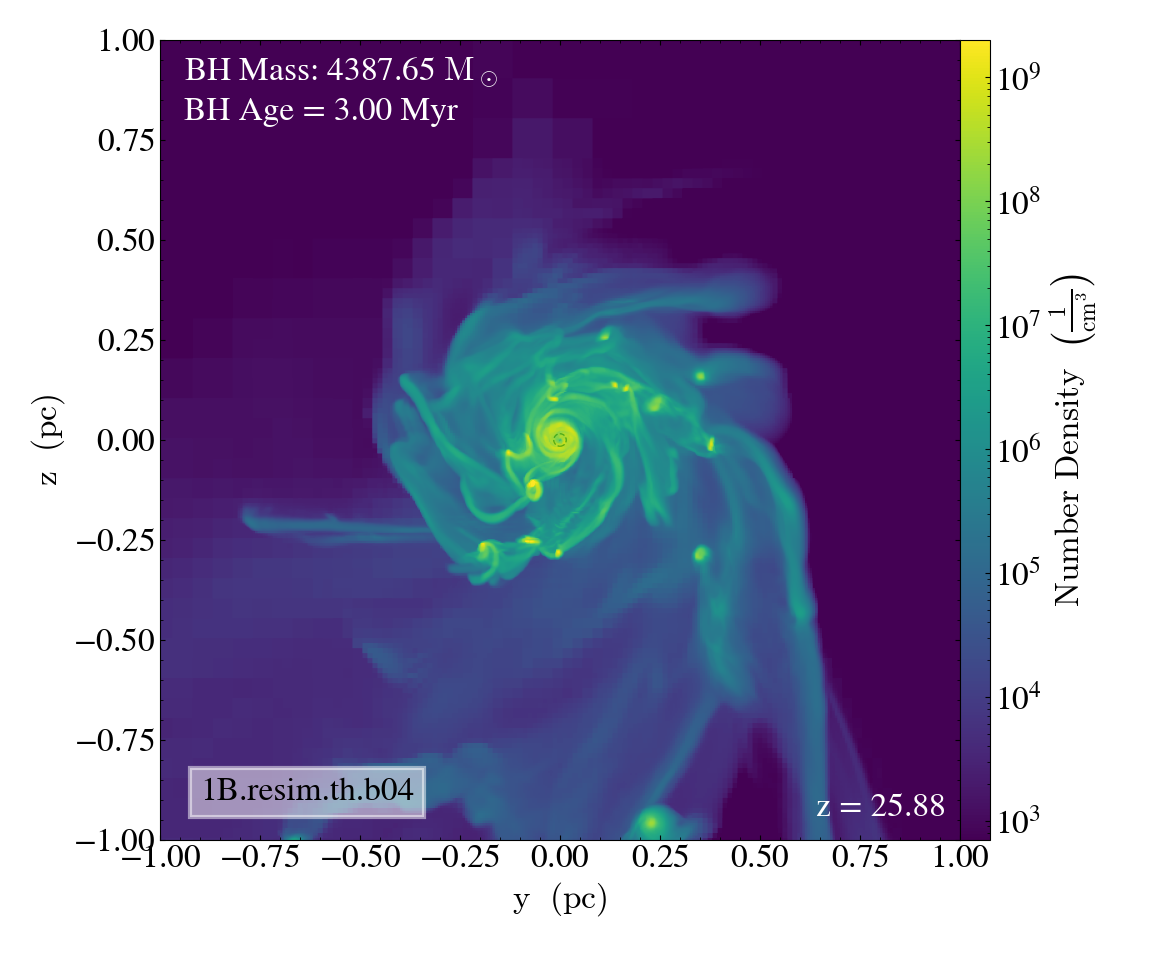 BH Mass: 4387.65 M⊙
BH Age = 3.00 Myr
1.00
0.75
0.50
0.25
0.00
−0.25
−0.50
−0.75
−1.00
z (pc)
1B.resim.th.b04
z = 25.88
−1.00 −0.75 −0.50 −0.25 0.00 0.25 0.50 0.75 1.00
y (pc)
10⁹
10⁸
10⁷
10⁶
10⁵
10⁴
10³
Number Density (1/cm³)